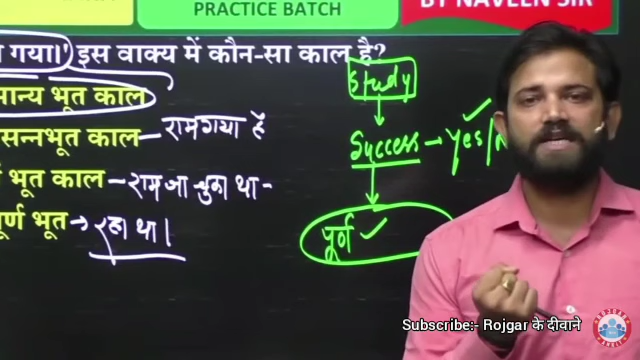 PRACTICE BATCH
BY NAVEEN SIR
गया।' इस वाक्य में कौन-सा काल है?
मान्य भूत काल
सन्नभूत काल – राम गया है
भूत काल – राम जा चुका था -
पूर्ण भूत → रहा था।
Study
Success → yes/
पूर्ण ✓
Subscribe:- Rojgar के दीवाने